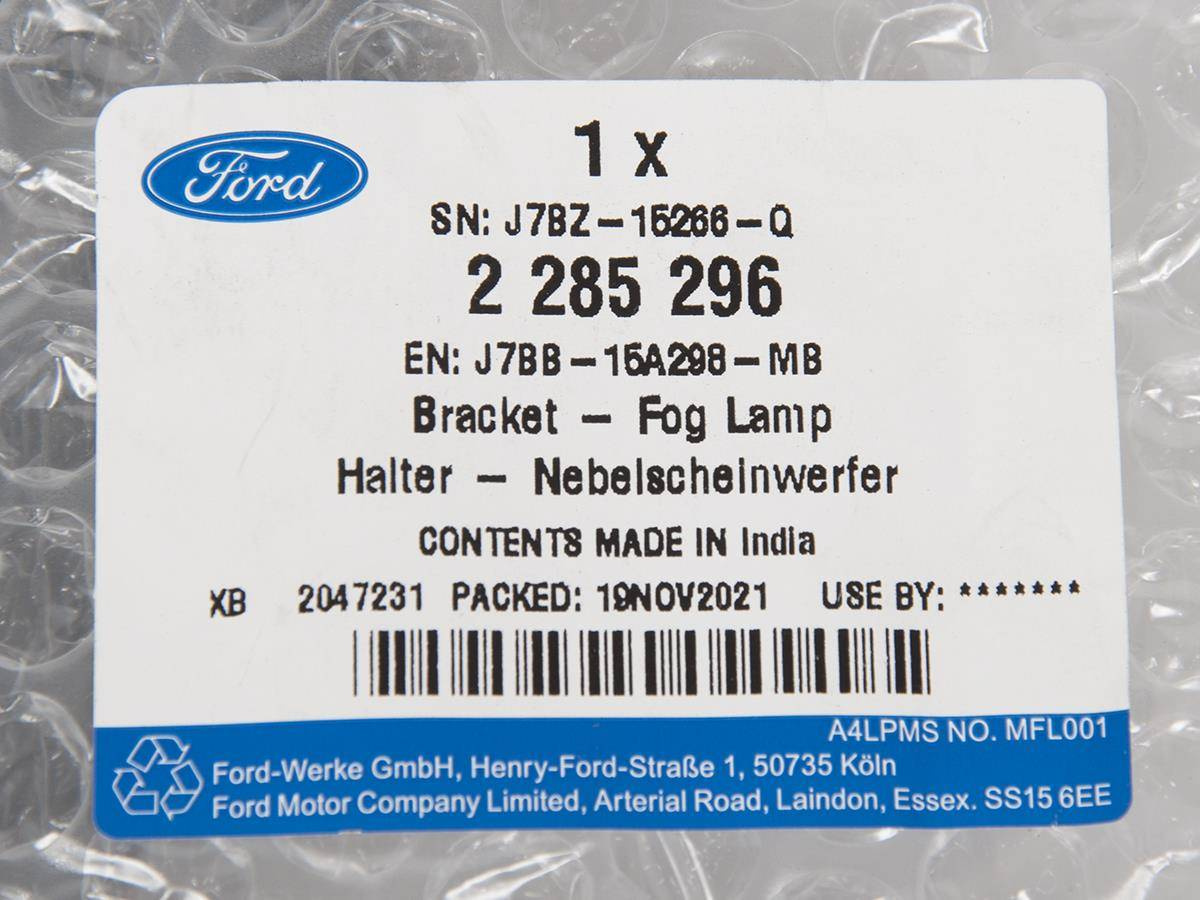 Ford
1 x
SN: J7BZ-15266-Q
2 285 296
EN: J7BB-15A298-MB
Bracket - Fog Lamp
Halter - Nebelscheinwerfer
CONTENTS MADE IN India
XB 2047231 PACKED: 19NOV2021 USE BY: *******
A4LPMS NO. MFL001
Ford-Werke GmbH, Henry-Ford-Straße 1, 50735 Köln
Ford Motor Company Limited, Arterial Road, Laindon, Essex. SS15 6EE